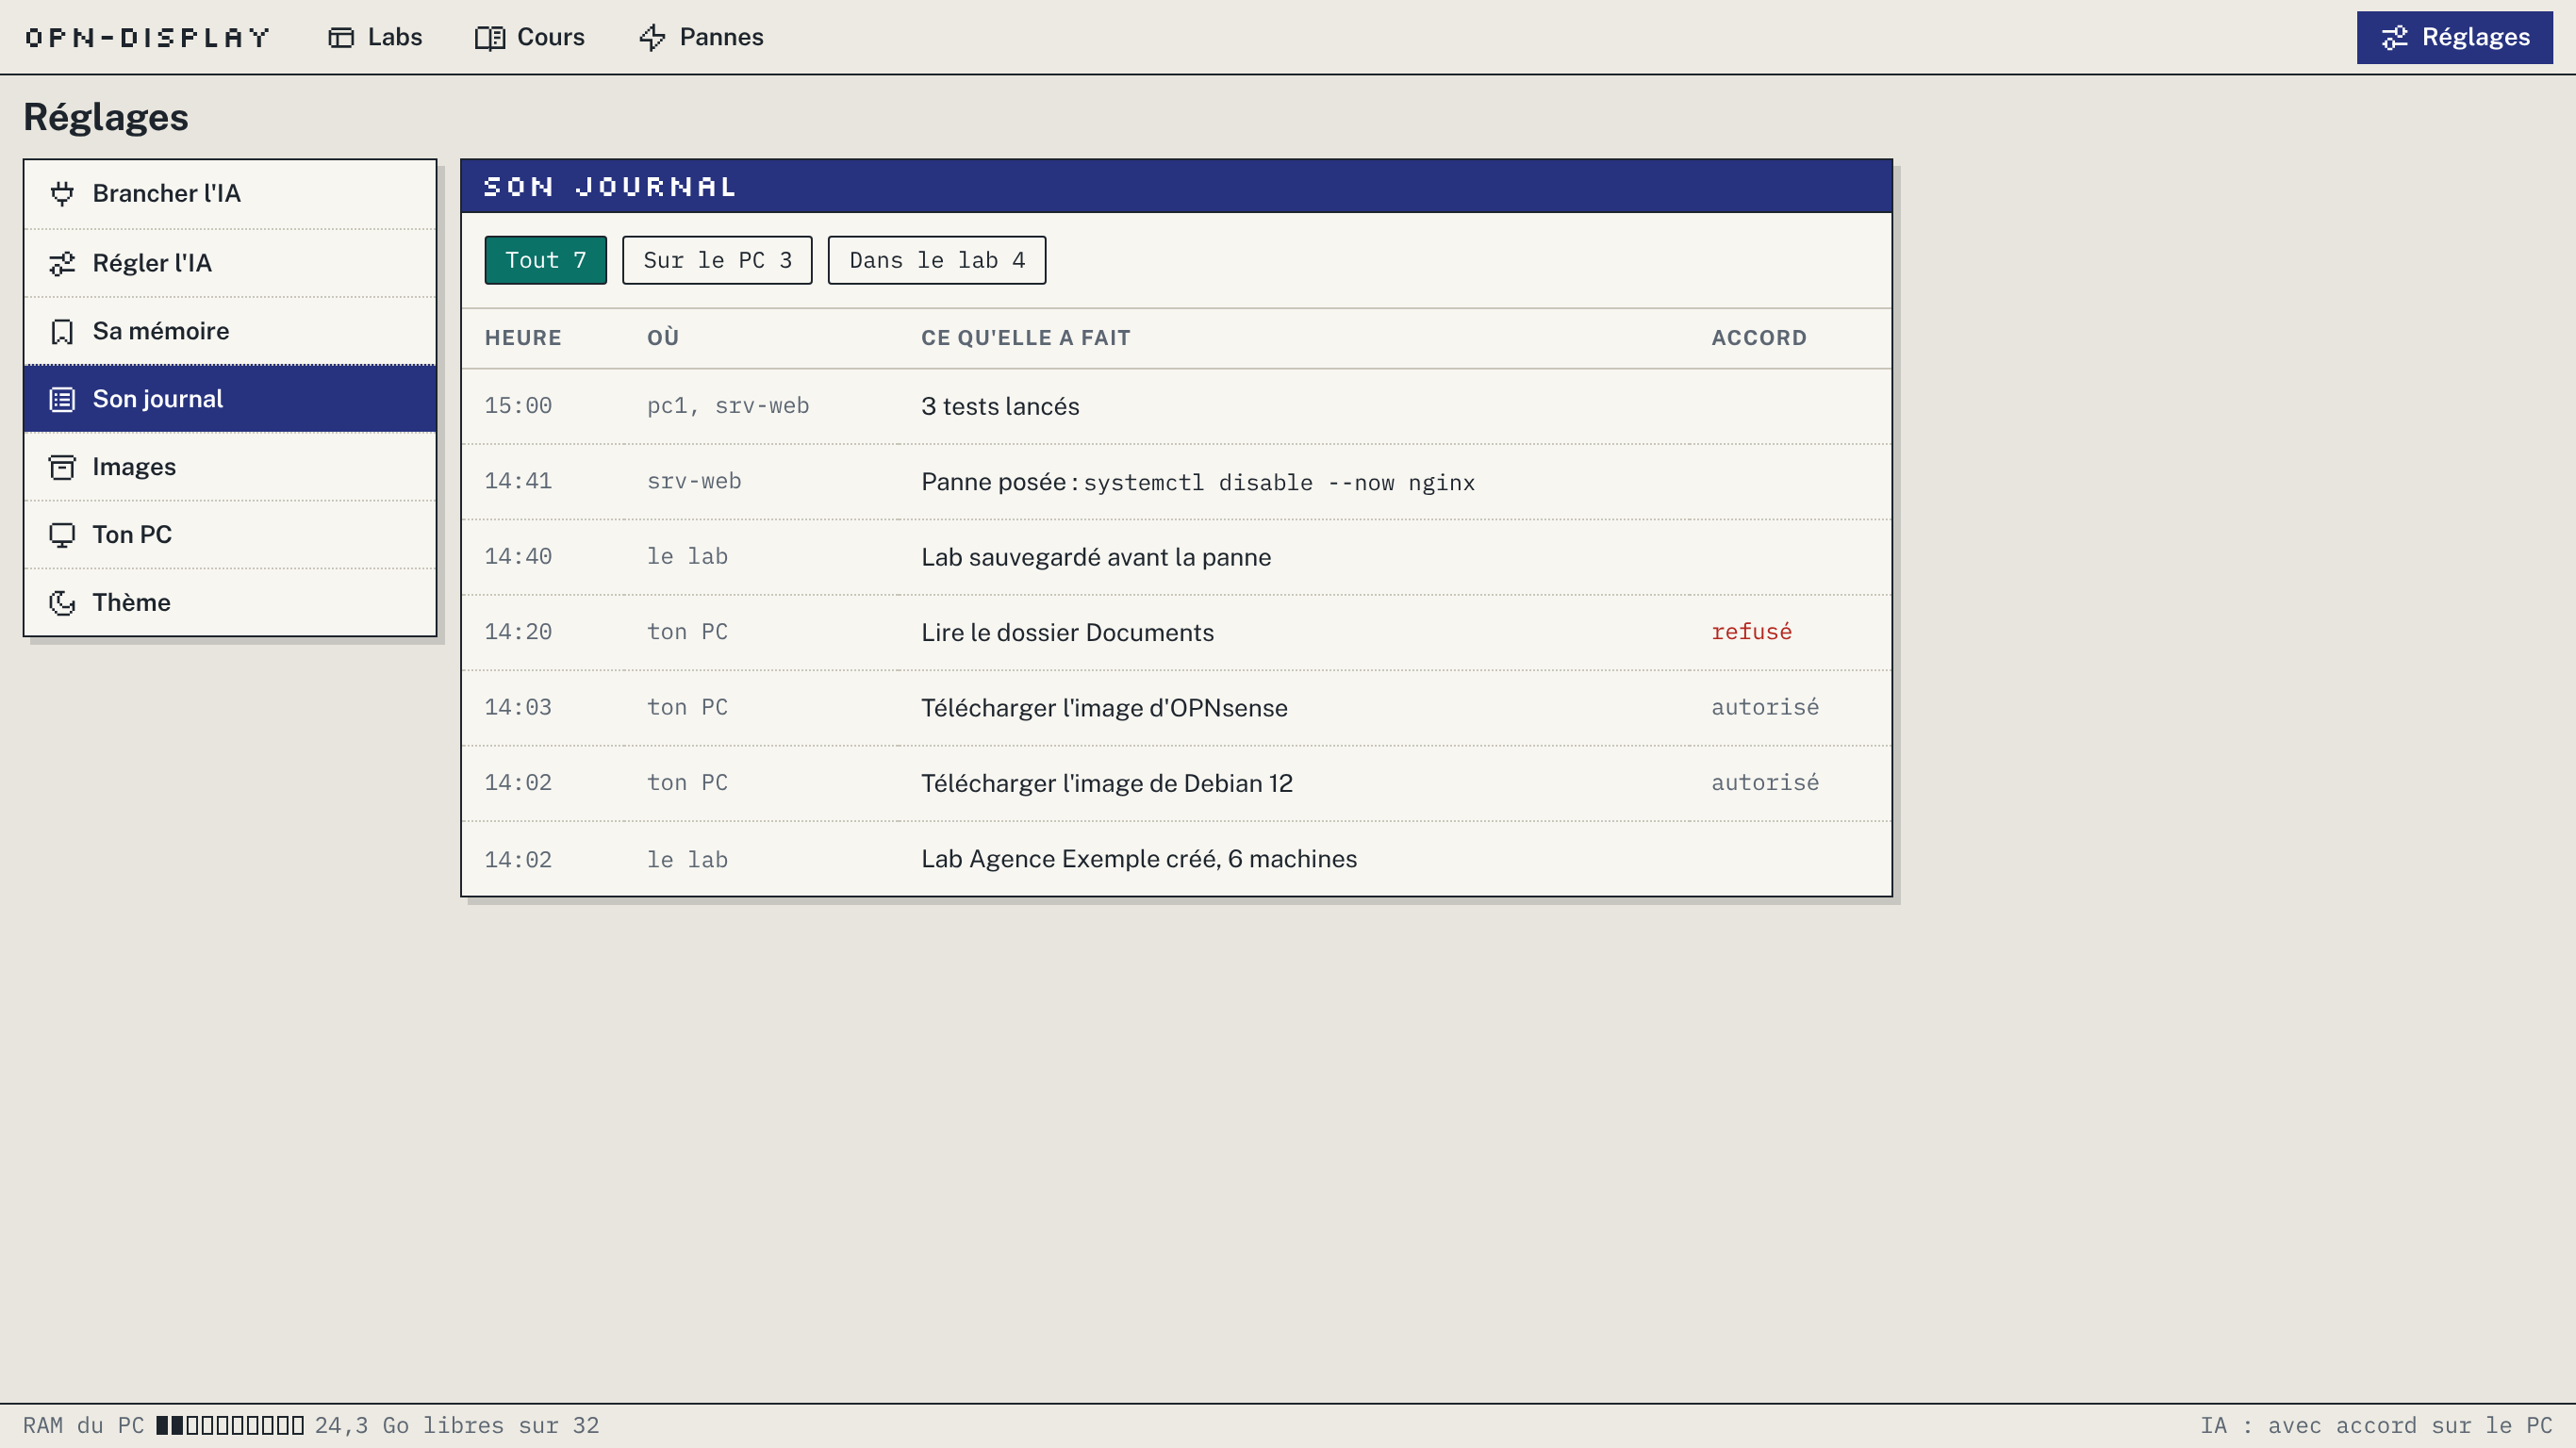 OPN-DISPLAY Labs Cours Pannes Réglages
Réglages
Brancher l'IA
Régler l'IA
Sa mémoire
Son journal
Images
Ton PC
Thème
SON JOURNAL
Tout 7 Sur le PC 3 Dans le lab 4
HEURE OÙ CE QU'ELLE A FAIT ACCORD
15:00 pc1, srv-web 3 tests lancés
14:41 srv-web Panne posée : systemctl disable --now nginx
14:40 le lab Lab sauvegardé avant la panne
14:20 ton PC Lire le dossier Documents refusé
14:03 ton PC Télécharger l'image d'OPNsense autorisé
14:02 ton PC Télécharger l'image de Debian 12 autorisé
14:02 le lab Lab Agence Exemple créé, 6 machines
RAM du PC 24,3 Go libres sur 32 IA : avec accord sur le PC